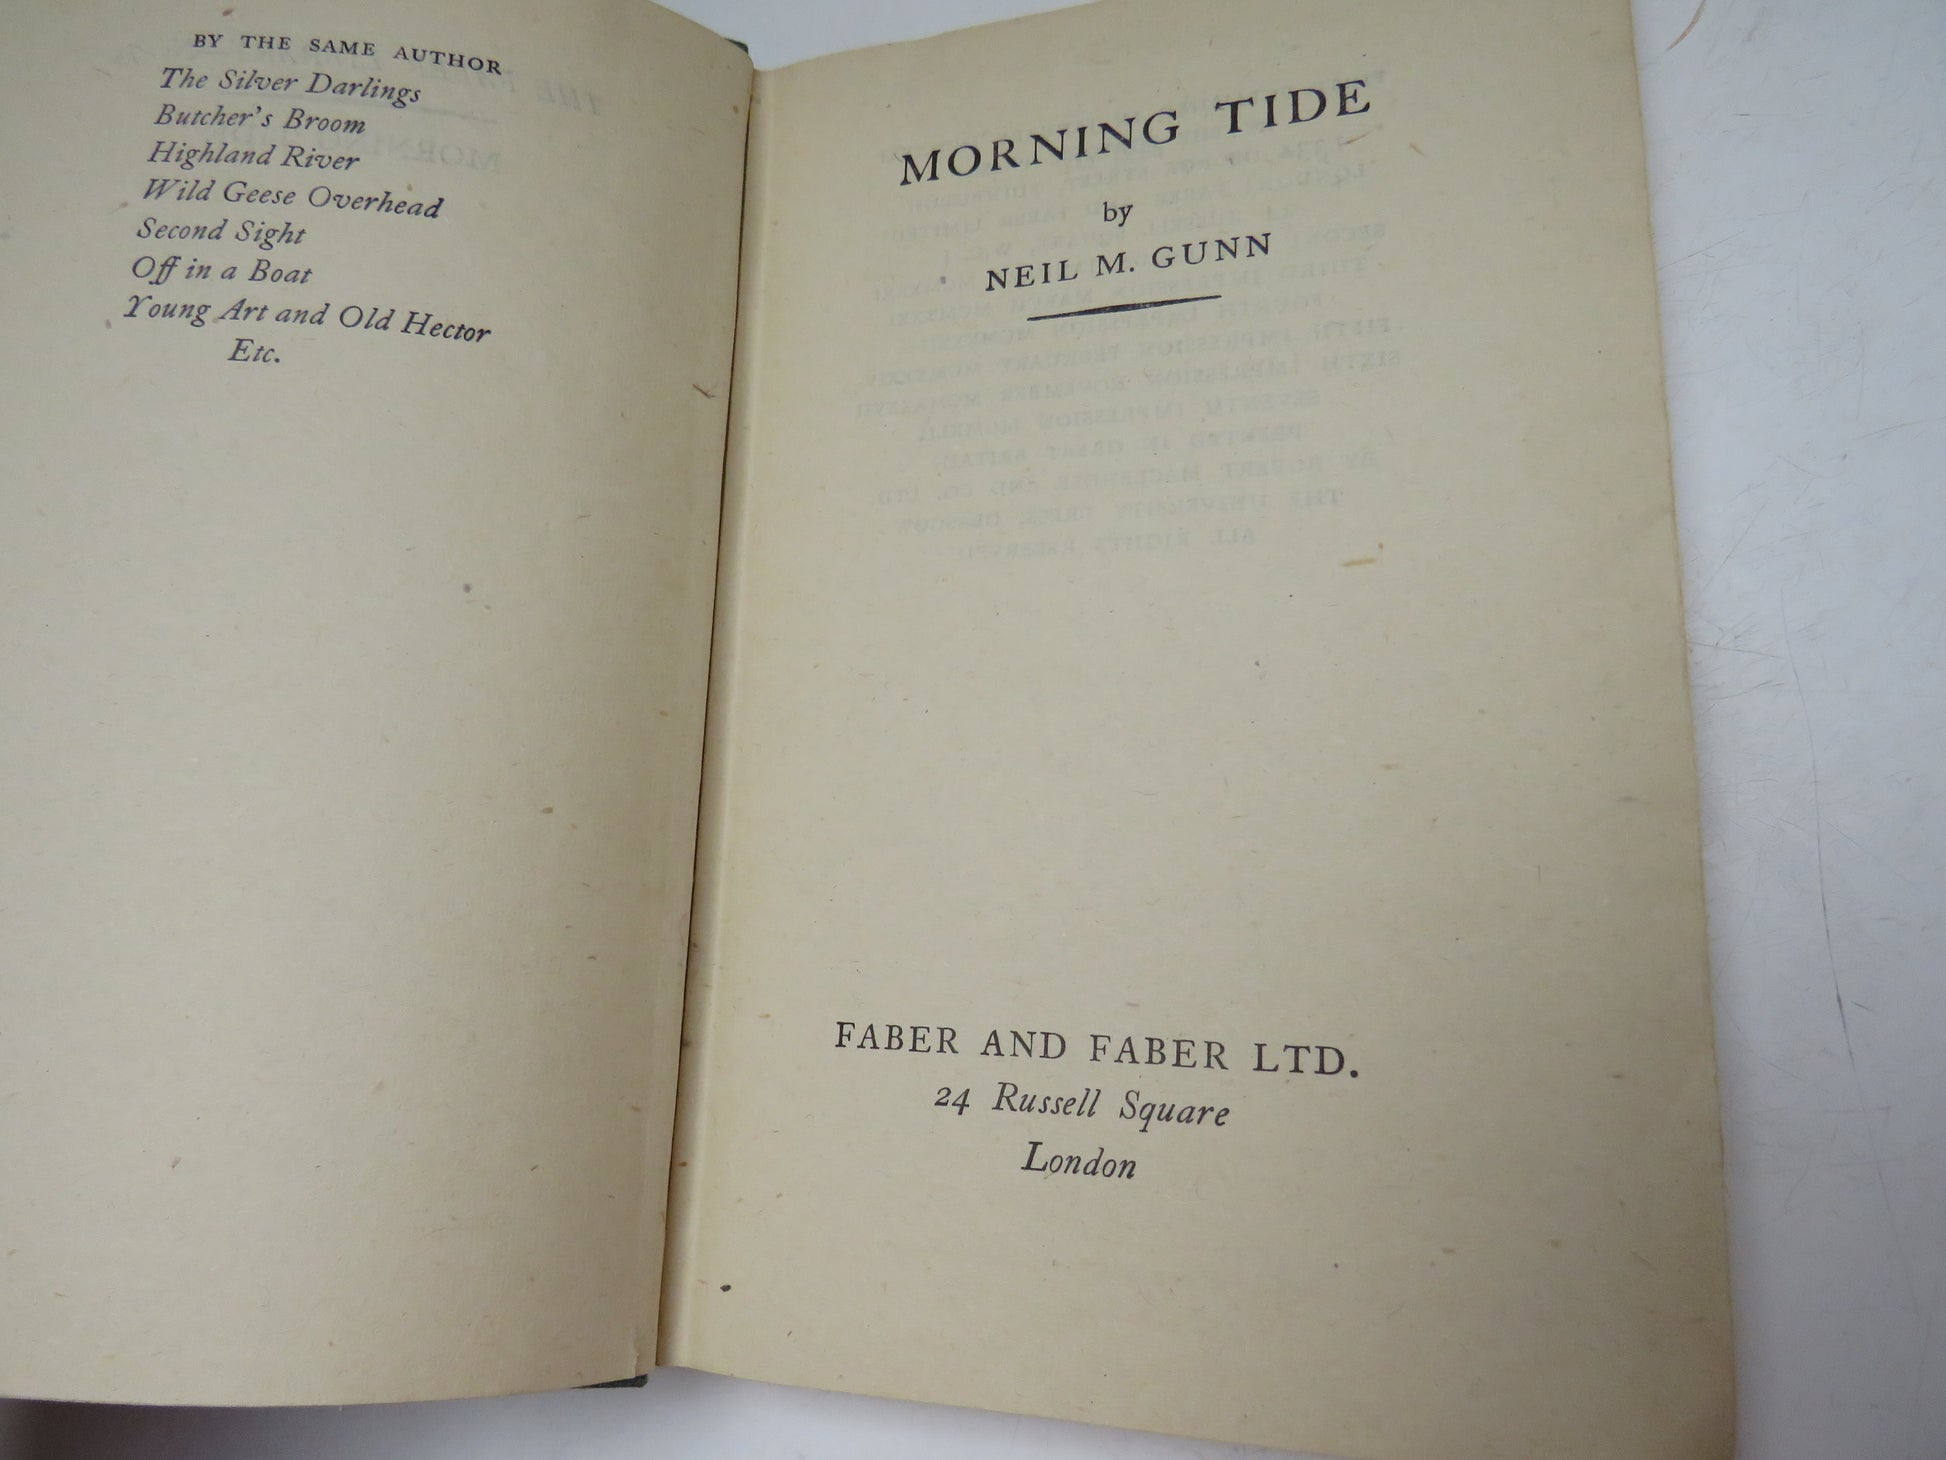 BY THE SAME AUTHOR
The Silver Darlings
Butcher's Broom
Highland River
Wild Geese Overhead
Second Sight
Off in a Boat
Young Art and Old Hector
Etc.
MORNING TIDE
by
NEIL M. GUNN
FABER AND FABER LTD.
24 Russell Square
London